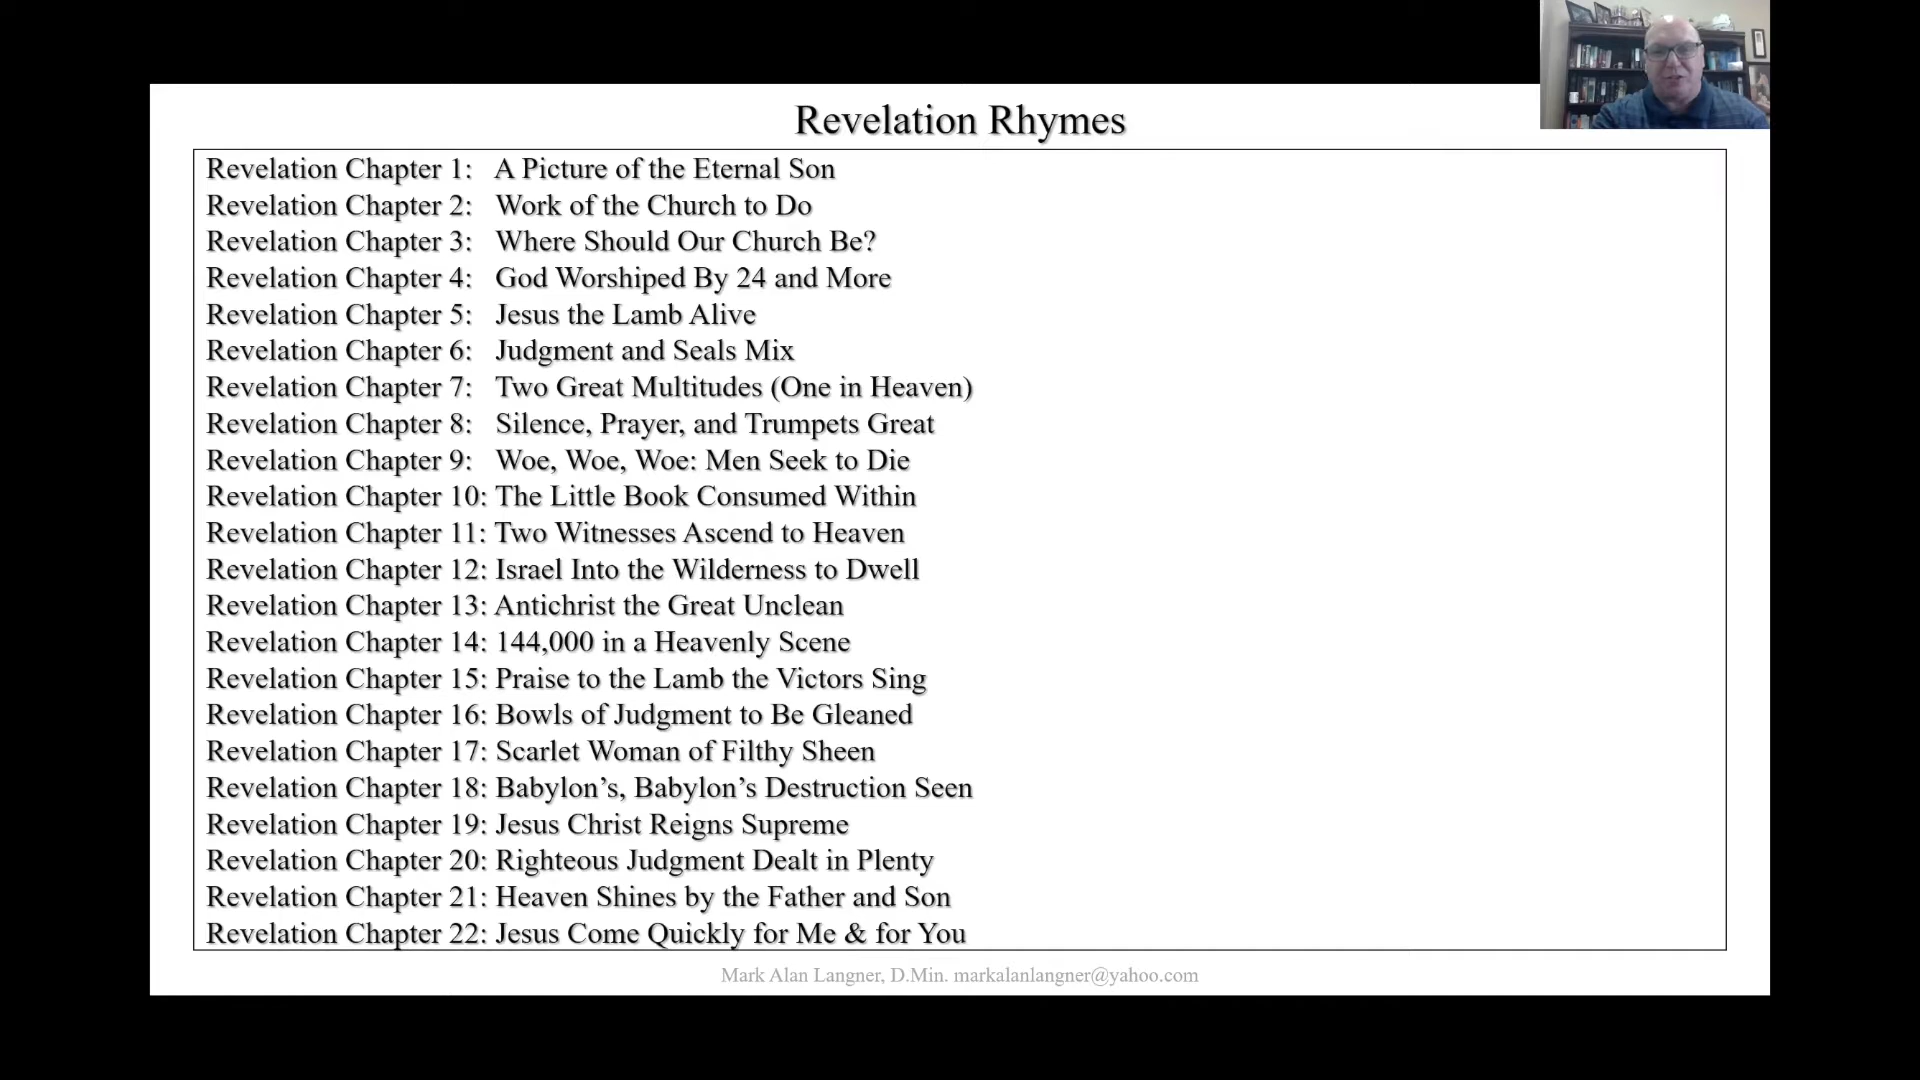 Revelation Rhymes
Revelation Chapter 1: A Picture of the Eternal Son
Revelation Chapter 2: Work of the Church to Do
Revelation Chapter 3: Where Should Our Church Be?
Revelation Chapter 4: God Worshiped By 24 and More
Revelation Chapter 5: Jesus the Lamb Alive
Revelation Chapter 6: Judgment and Seals Mix
Revelation Chapter 7: Two Great Multitudes (One in Heaven)
Revelation Chapter 8: Silence, Prayer, and Trumpets Great
Revelation Chapter 9: Woe, Woe, Woe: Men Seek to Die
Revelation Chapter 10: The Little Book Consumed Within
Revelation Chapter 11: Two Witnesses Ascend to Heaven
Revelation Chapter 12: Israel Into the Wilderness to Dwell
Revelation Chapter 13: Antichrist the Great Unclean
Revelation Chapter 14: 144,000 in a Heavenly Scene
Revelation Chapter 15: Praise to the Lamb the Victors Sing
Revelation Chapter 16: Bowls of Judgment to Be Gleaned
Revelation Chapter 17: Scarlet Woman of Filthy Sheen
Revelation Chapter 18: Babylon’s, Babylon’s Destruction Seen
Revelation Chapter 19: Jesus Christ Reigns Supreme
Revelation Chapter 20: Righteous Judgment Dealt in Plenty
Revelation Chapter 21: Heaven Shines by the Father and Son
Revelation Chapter 22: Jesus Come Quickly for Me & for You
Mark Alan Langner, D.Min. markalanlangner@yahoo.com